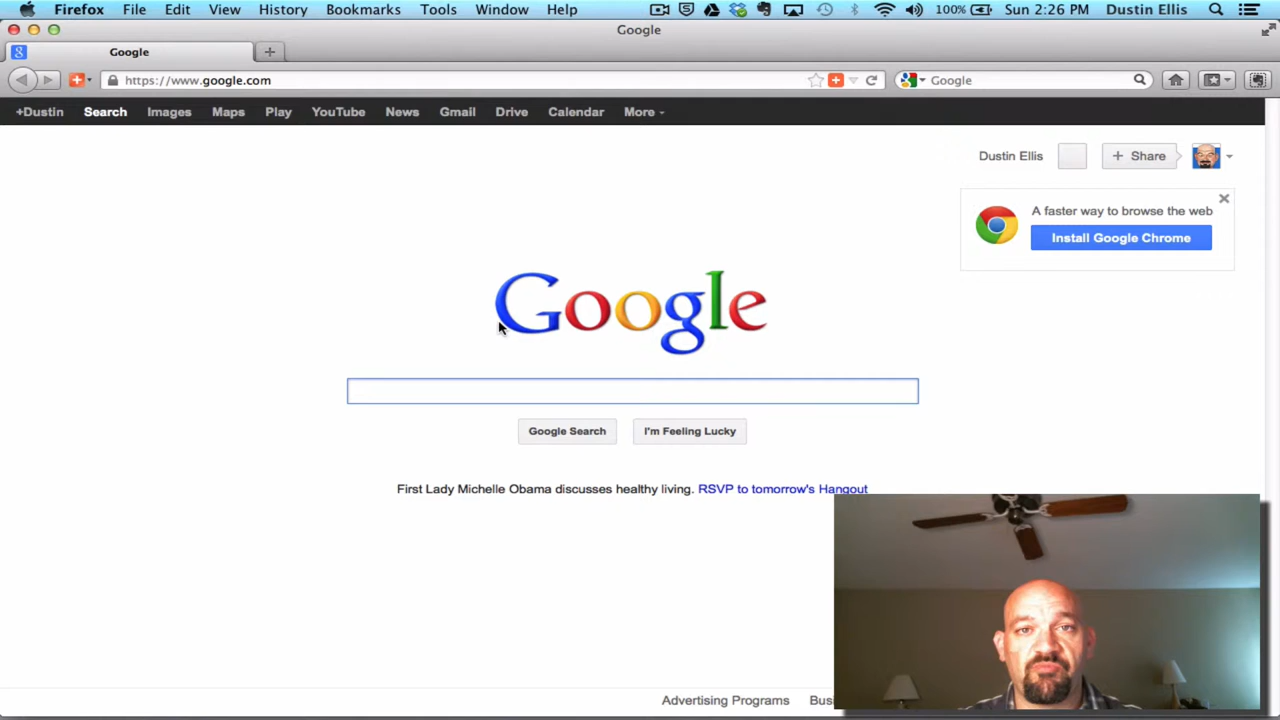 Firefox File Edit View History Bookmarks Tools Window Help 100% Sun 2:26 PM Dustin Ellis
Google
Google
https://www.google.com Google
+Dustin Search Images Maps Play YouTube News Gmail Drive Calendar More
Dustin Ellis + Share
A faster way to browse the web
Install Google Chrome
Google
Google Search I'm Feeling Lucky
First Lady Michelle Obama discusses healthy living. RSVP to tomorrow's Hangout
Advertising Programs Busi